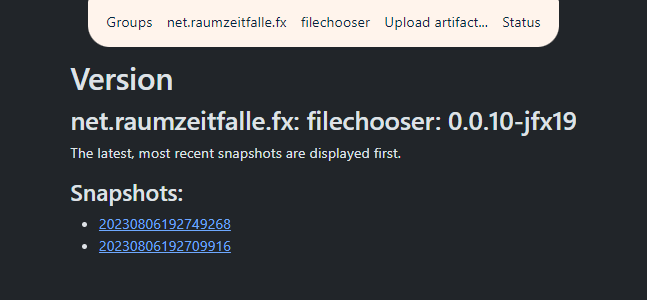 Groups net.raumzeitfalle.fx filechooser Upload artifact... Status
Version
net.raumzeitfalle.fx: filechooser: 0.0.10-jfx19
The latest, most recent snapshots are displayed first.
Snapshots:
20230806192749268
20230806192709916